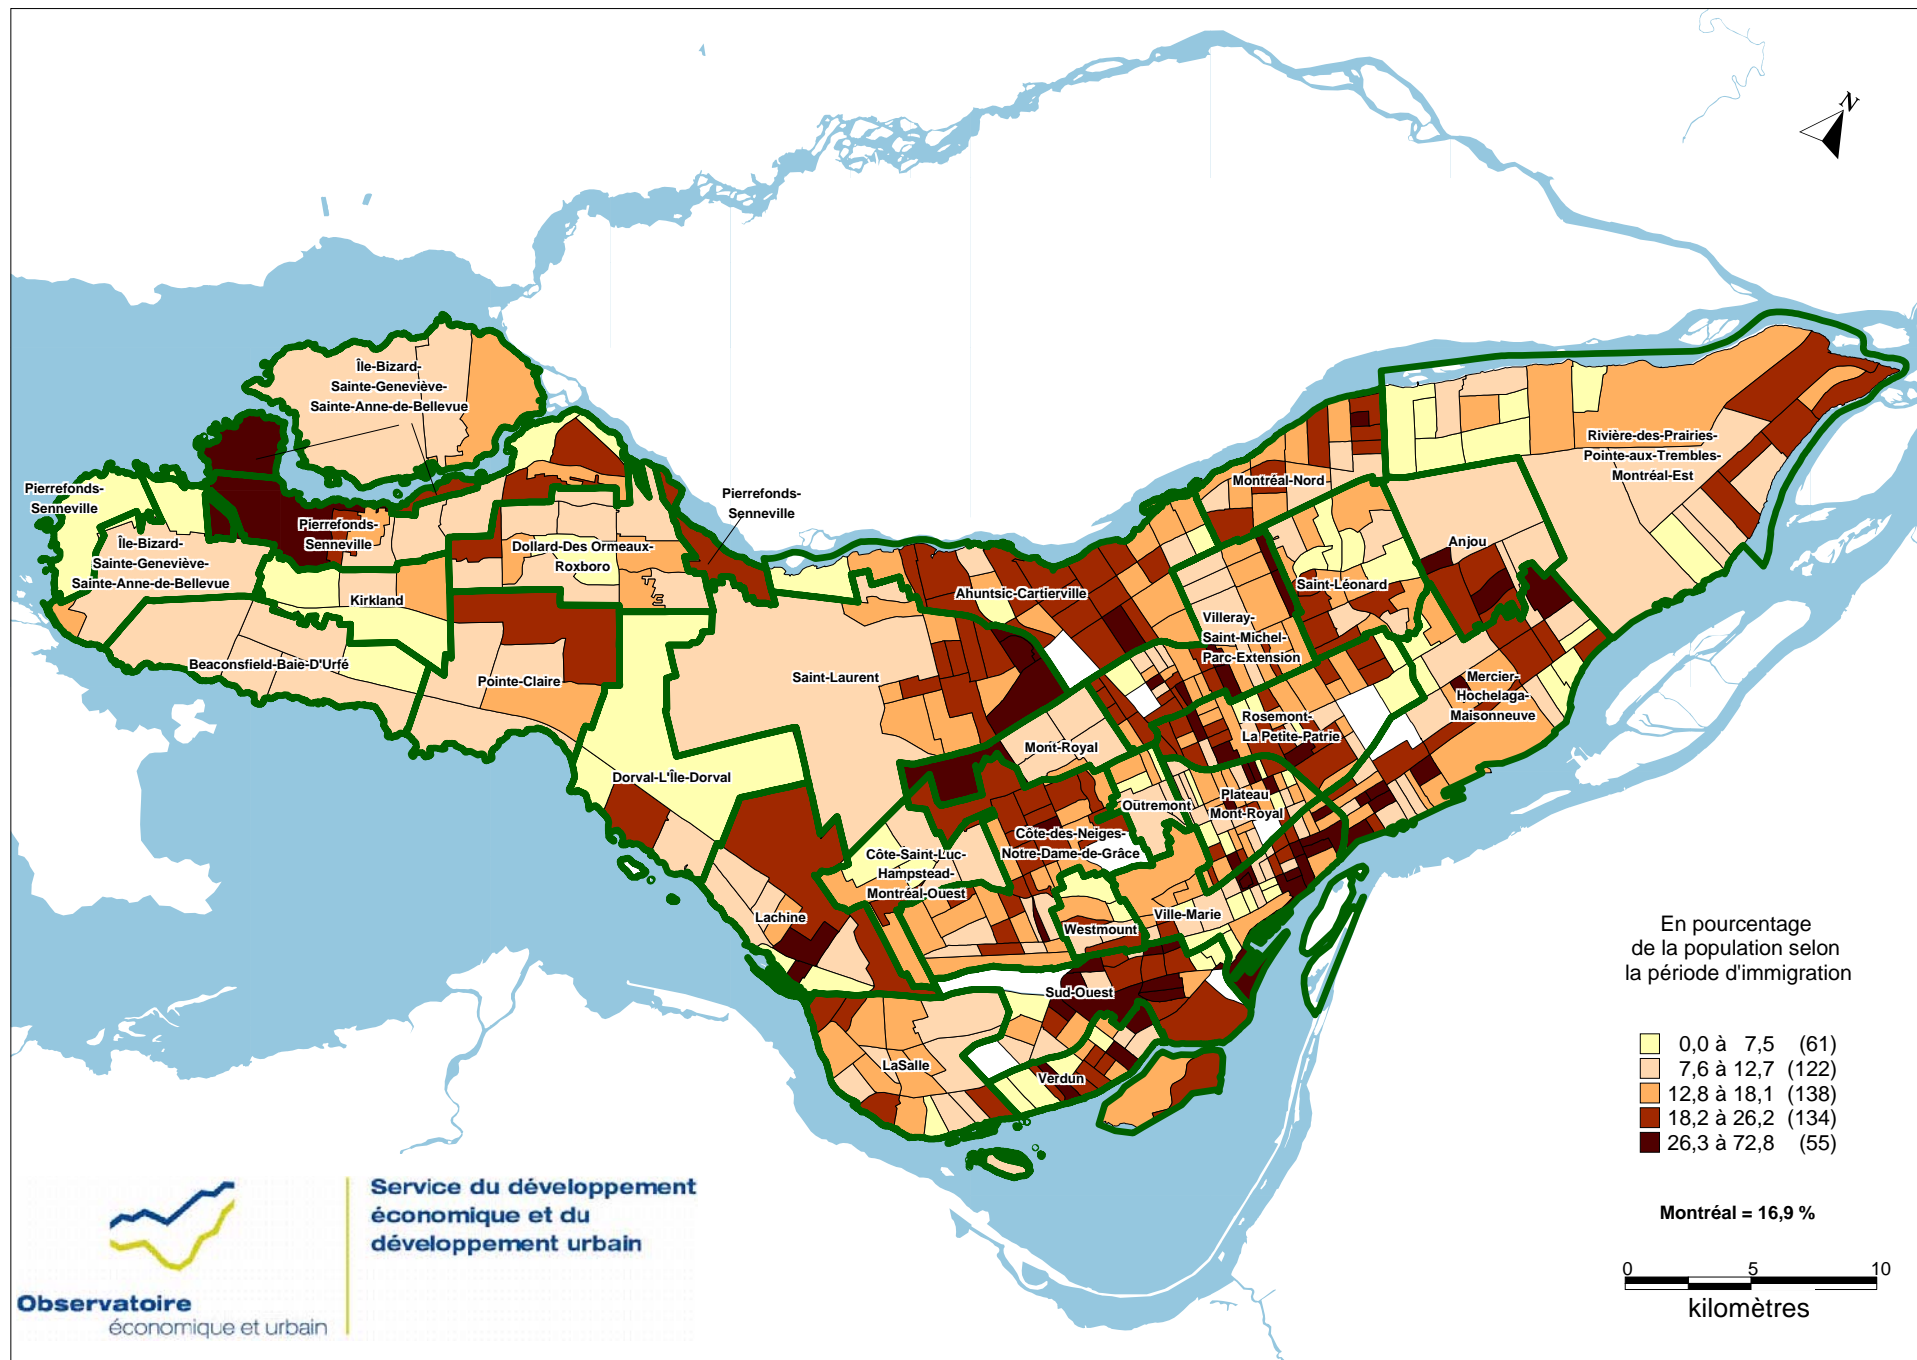 N
Île-Bizard-
Sainte-Geneviève-
Sainte-Anne-de-Bellevue
Pierrefonds-
Senneville
Île-Bizard-
Sainte-Geneviève-
Sainte-Anne-de-Bellevue
Pierrefonds-
Senneville
Pierrefonds-
Senneville
Dollard-Des Ormeaux-
Roxboro
Kirkland
Beaconsfield-Baie-D'Urfé
Pointe-Claire
Dorval-L'Île-Dorval
Saint-Laurent
Ahuntsic-Cartierville
Montréal-Nord
Rivière-des-Prairies-
Pointe-aux-Trembles-
Montréal-Est
Anjou
Saint-Léonard
Villeray-
Saint-Michel-
Parc-Extension
Mercier-
Hochelaga-
Maisonneuve
Rosemont-
La Petite-Patrie
Mont-Royal
Outremont
Plateau
Mont-Royal
Côte-des-Neiges-
Notre-Dame-de-Grâce
Côte-Saint-Luc-
Hampstead-
Montréal-Ouest
Lachine
Westmount
Ville-Marie
Sud-Ouest
LaSalle
Verdun
En pourcentage
de la population selon
la période d'immigration
0,0 à 7,5 (61)
7,6 à 12,7 (122)
12,8 à 18,1 (138)
18,2 à 26,2 (134)
26,3 à 72,8 (55)
Montréal = 16,9 %
0 5 10
kilomètres
Service du développement
économique et du
développement urbain
Observatoire
économique et urbain